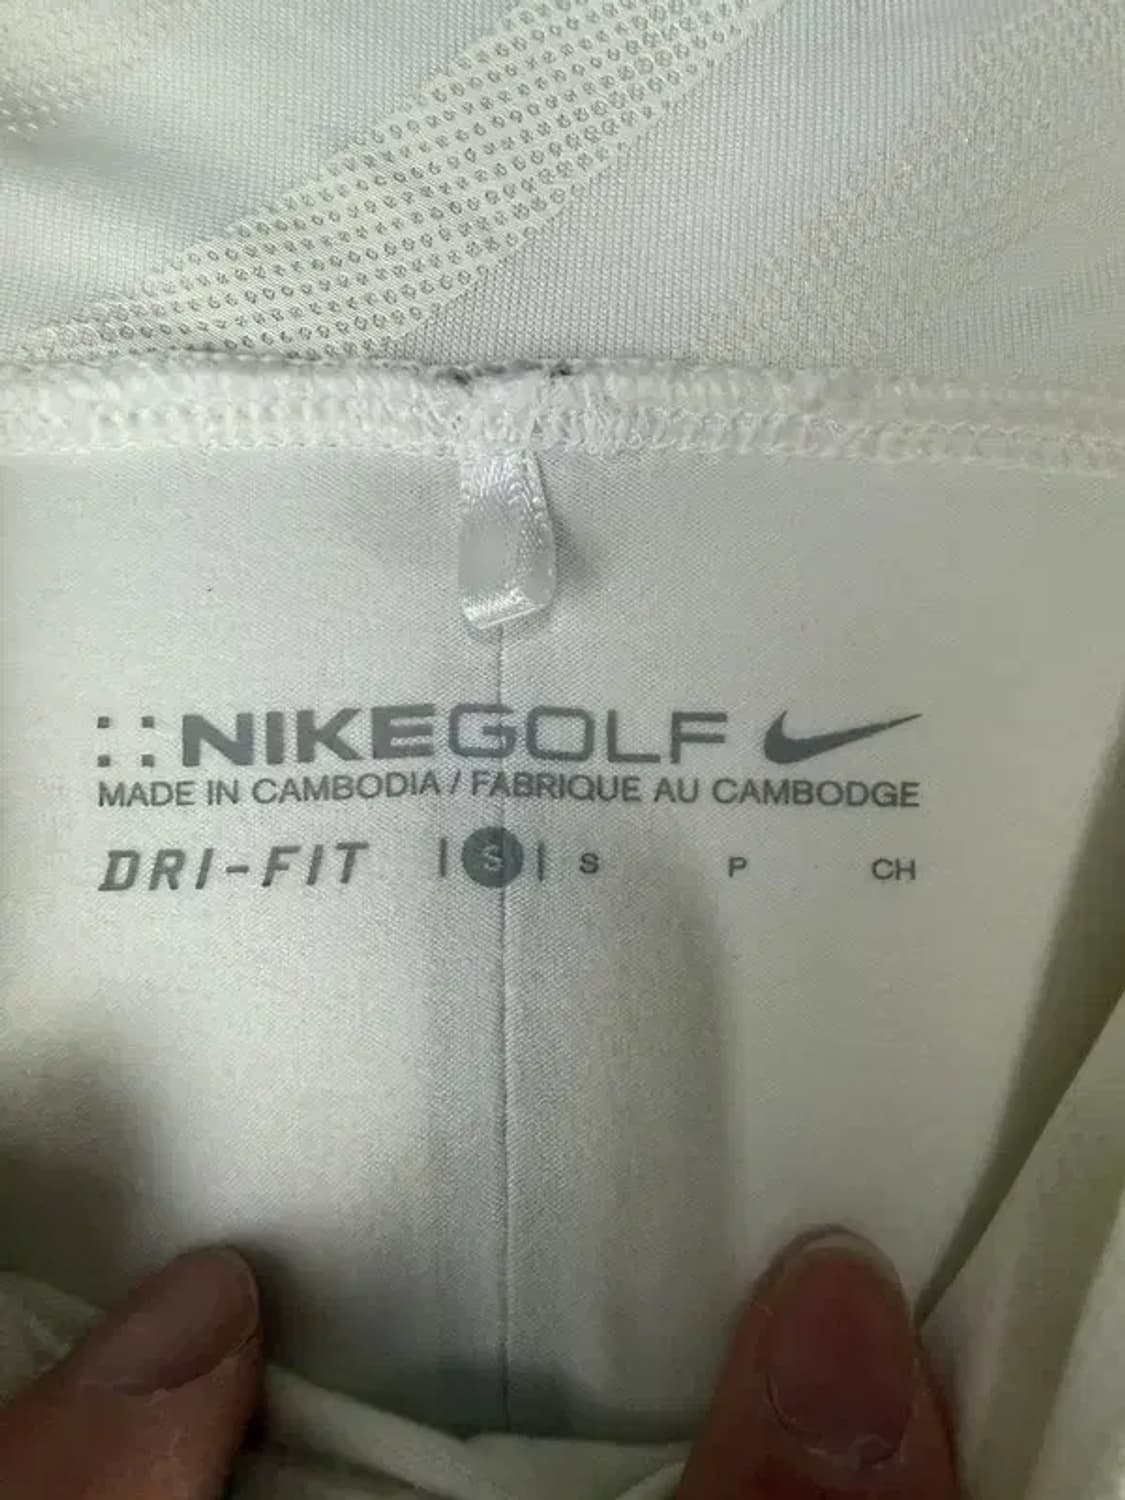 NIKEGOLF
MADE IN CAMBODIA / FABRIQUE AU CAMBODGE
DRI-FIT | S | S P CH